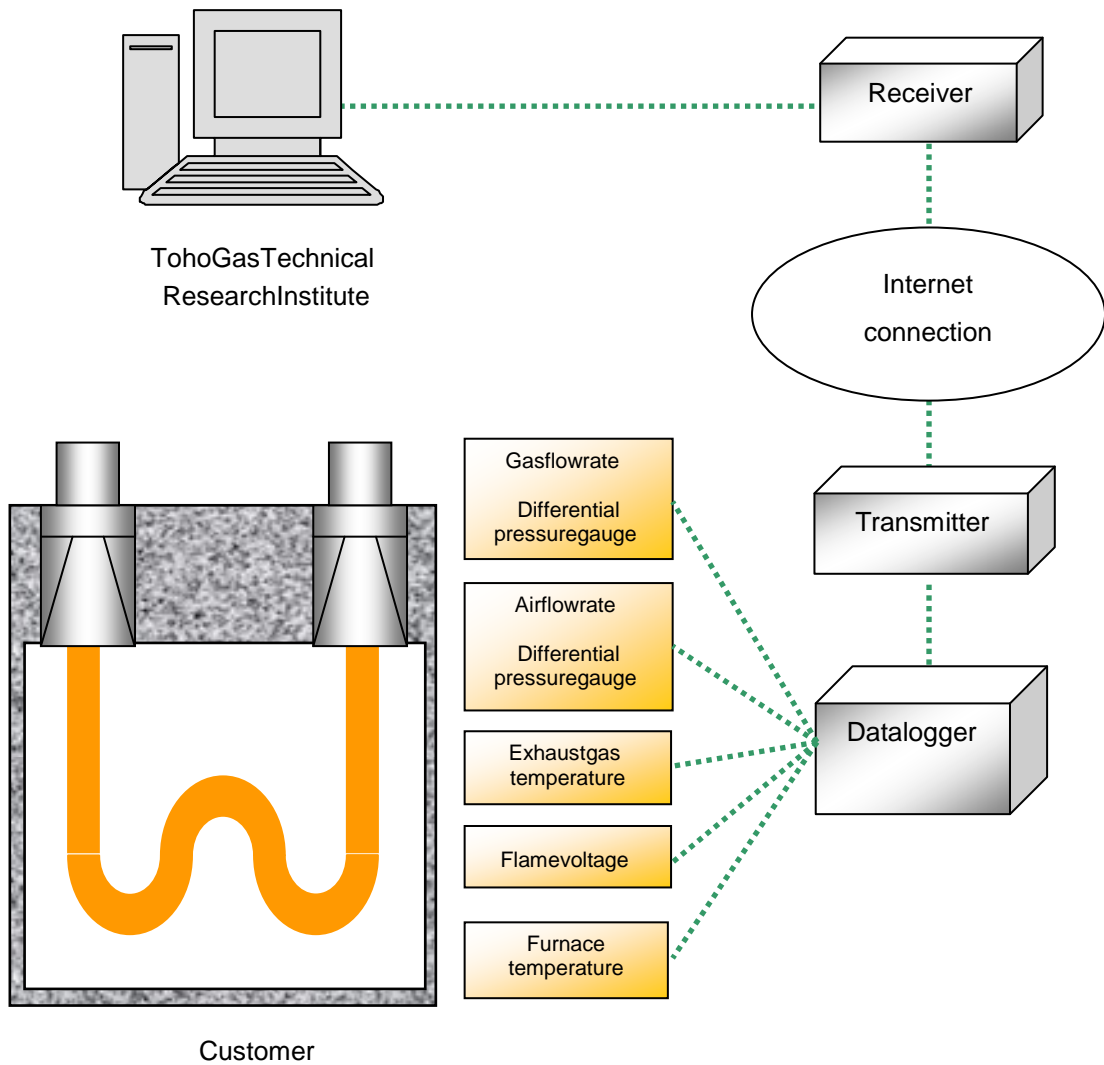 Receiver
TohoGasTechnical
ResearchInstitute
Internet
connection
Gasflowrate
Differential
pressuregauge
Transmitter
Airflowrate
Differential
pressuregauge
Datalogger
Exhaustgas
temperature
Flamevoltage
Furnace
temperature
Customer